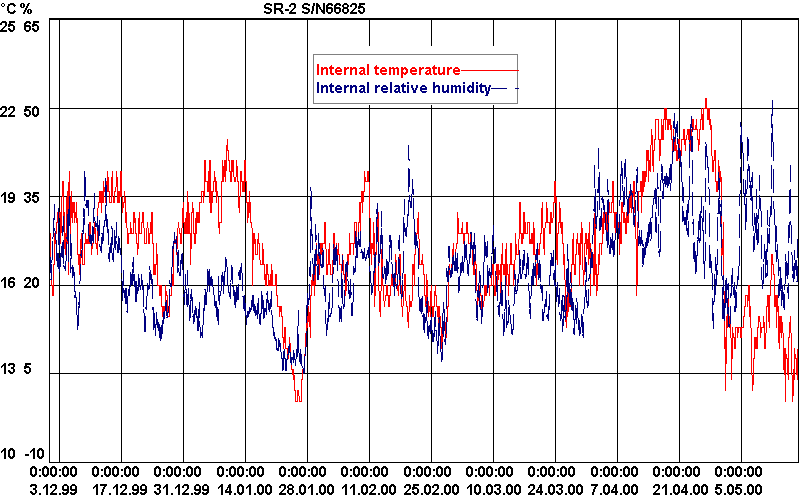 °C % SR-2 S/N66825
25 65
Internal temperature
Internal relative humidity
22 50
19 35
16 20
13 5
10 -10
0:00:00 0:00:00 0:00:00 0:00:00 0:00:00 0:00:00 0:00:00 0:00:00 0:00:00 0:00:00 0:00:00 0:00:00
3.12.99 17.12.99 31.12.99 14.01.00 28.01.00 11.02.00 25.02.00 10.03.00 24.03.00 7.04.00 21.04.00 5.05.00